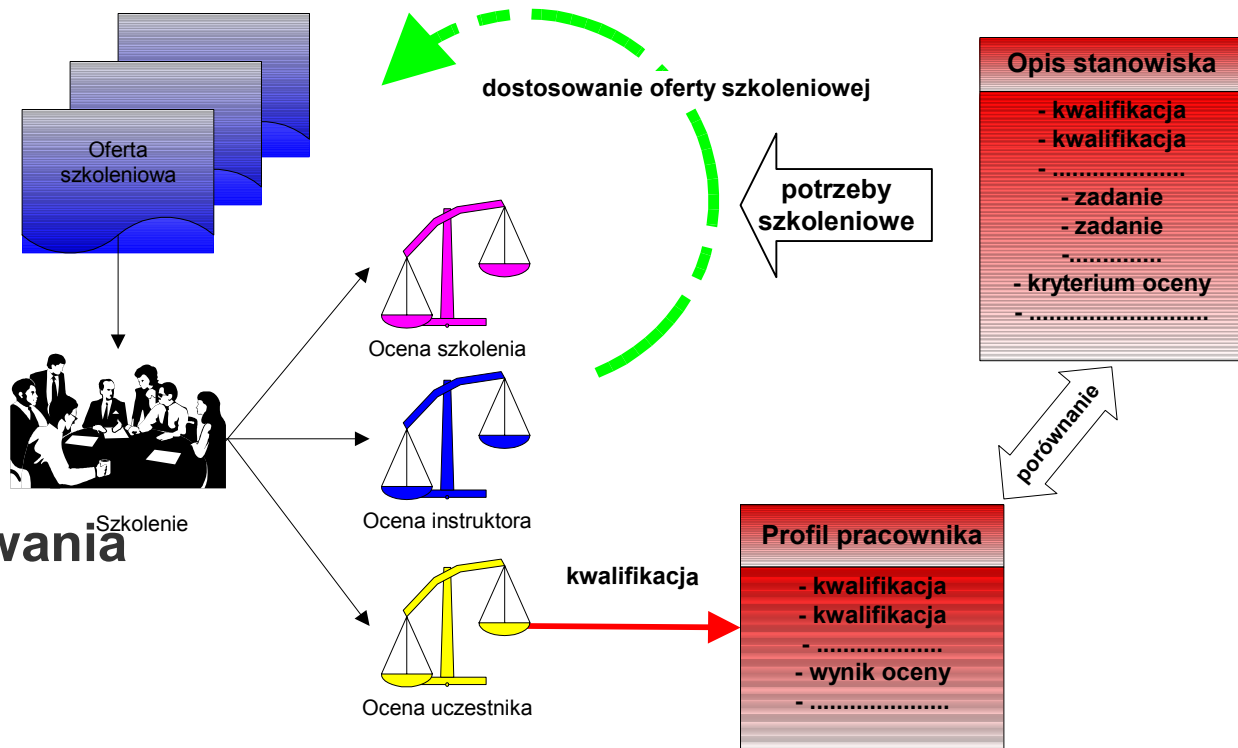 Oferta
szkoleniowa
dostosowanie oferty szkoleniowej
potrzeby
szkoleniowe
Opis stanowiska
- kwalifikacja
- kwalifikacja
- .....................
- zadanie
- zadanie
-..............
- kryterium oceny
- ...........................
Ocena szkolenia
porównanie
Szkolenie
wania
Ocena instruktora
kwalifikacja
Ocena uczestnika
Profil pracownika
- kwalifikacja
- kwalifikacja
- ...................
- wynik oceny
- .....................